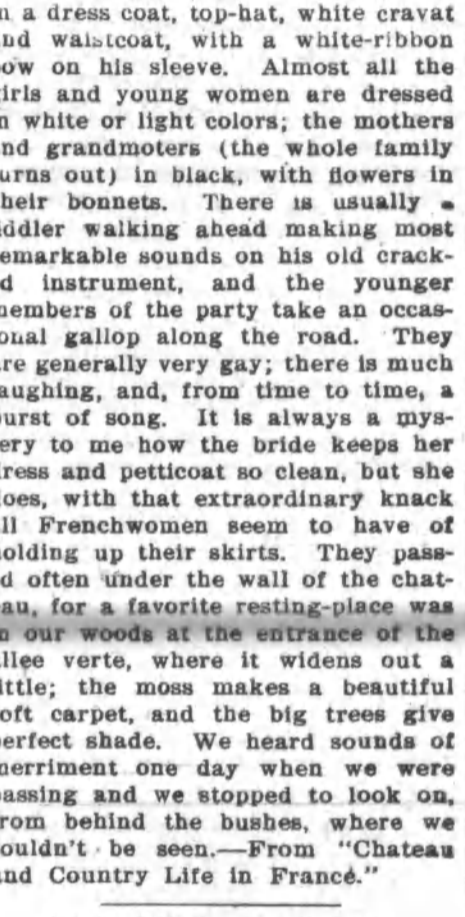 n a dress coat, top-hat, white cravat
nd waistcoat, with a white-ribbon
ow on his sleeve. Almost all the
irls and young women are dressed
n white or light colors; the mothers
nd grandmoters (the whole family
urns out) in black, with flowers in
heir bonnets. There is usually a
iddler walking ahead making most
emarkable sounds on his old crack-
d instrument, and the younger
nembers of the party take an occas-
onal gallop along the road. They
re generally very gay; there is much
aughing, and, from time to time, a
urst of song. It is always a mys-
ery to me how the bride keeps her
ress and petticoat so clean, but she
oes, with that extraordinary knack
ll Frenchwomen seem to have of
olding up their skirts. They pass-
d often under the wall of the chat-
eau, for a favorite resting-place was
n our woods at the entrance of the
llee verte, where it widens out a
ittle; the moss makes a beautiful
oft carpet, and the big trees give
erfect shade. We heard sounds of
nerriment one day when we were
assing and we stopped to look on,
rom behind the bushes, where we
ouldn't be seen.—From "Chateau
nd Country Life in France."